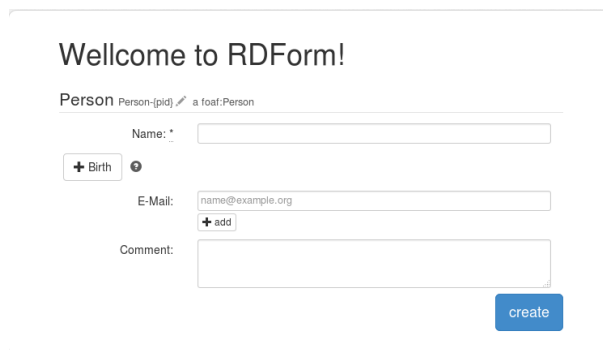 Wellcome to RDForm!
Person Person-{pid} a foaf:Person
Name: *
+ Birth ?
E-Mail: name@example.org
+ add
Comment:
create